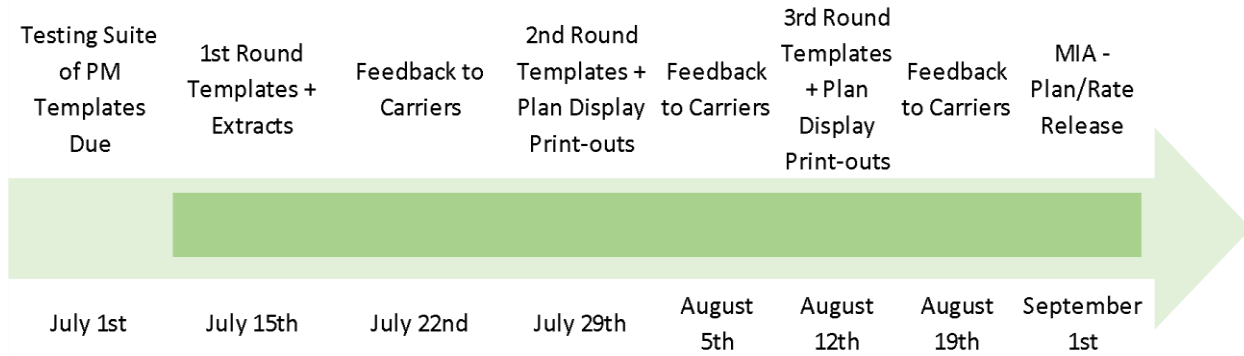 Testing Suite
of PM
Templates
Due
1st Round
Templates +
Extracts
Feedback to
Carriers
2nd Round
Templates +
Plan Display
Print-outs
Feedback
to Carriers
3rd Round
Templates
+ Plan
Display
Print-outs
Feedback
to Carriers
MIA -
Plan/Rate
Release
July 1st
July 15th
July 22nd
July 29th
August
5th
August
12th
August
19th
September
1st